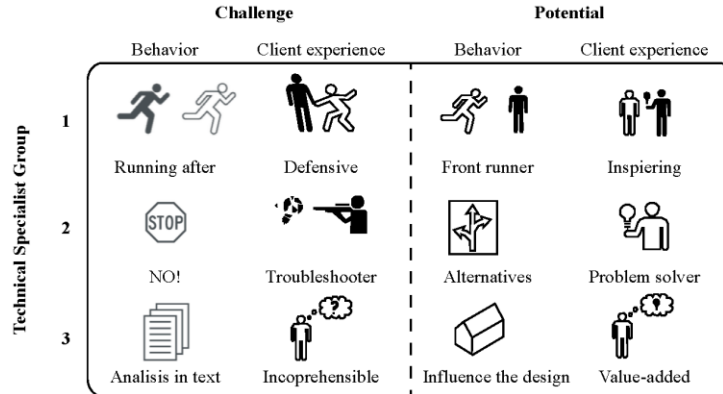 Challenge Potential
Behavior Client experience Behavior Client experience
Technical Specialist Group
1
Running after Defensive Front runner Inspiering
2
STOP
NO! Troubleshooter Alternatives Problem solver
3
?
!
Analisis in text Incoprehensible Influence the design Value-added